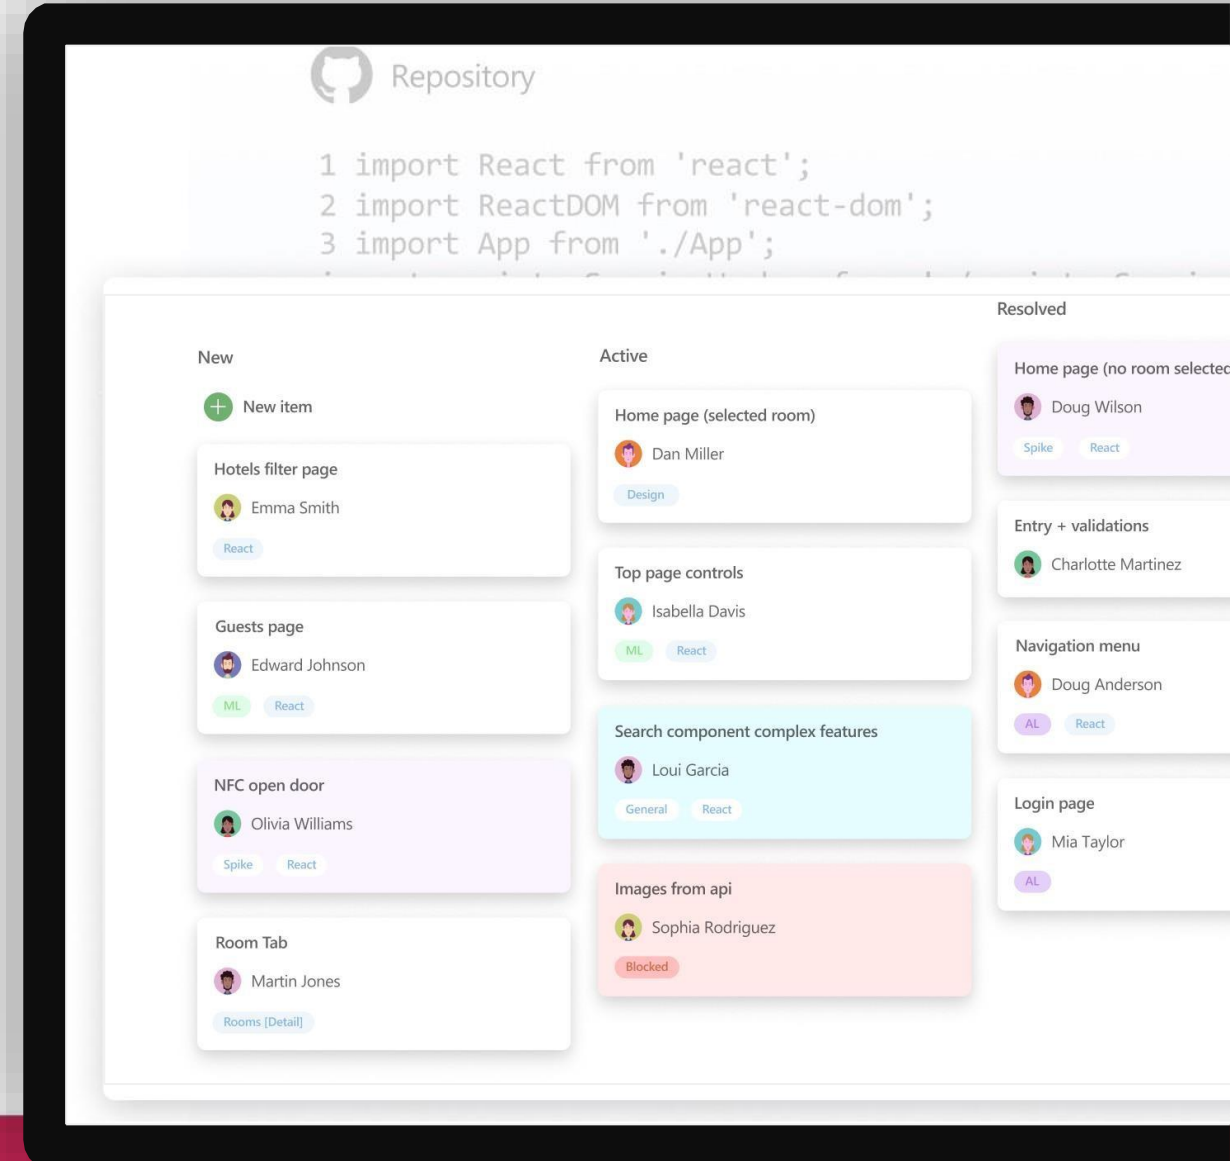 Repository
1 import React from 'react';
2 import ReactDOM from 'react-dom';
3 import App from './App';
New
New item
Hotels filter page
Emma Smith
React
Guests page
Edward Johnson
ML React
NFC open door
Olivia Williams
Spike React
Room Tab
Martin Jones
Rooms [Detail]
Active
Home page (selected room)
Dan Miller
Design
Top page controls
Isabella Davis
ML React
Search component complex features
Loui Garcia
General React
Images from api
Sophia Rodriguez
Blocked
Resolved
Home page (no room selected
Doug Wilson
Spike React
Entry + validations
Charlotte Martinez
Navigation menu
Doug Anderson
AL React
Login page
Mia Taylor
AL